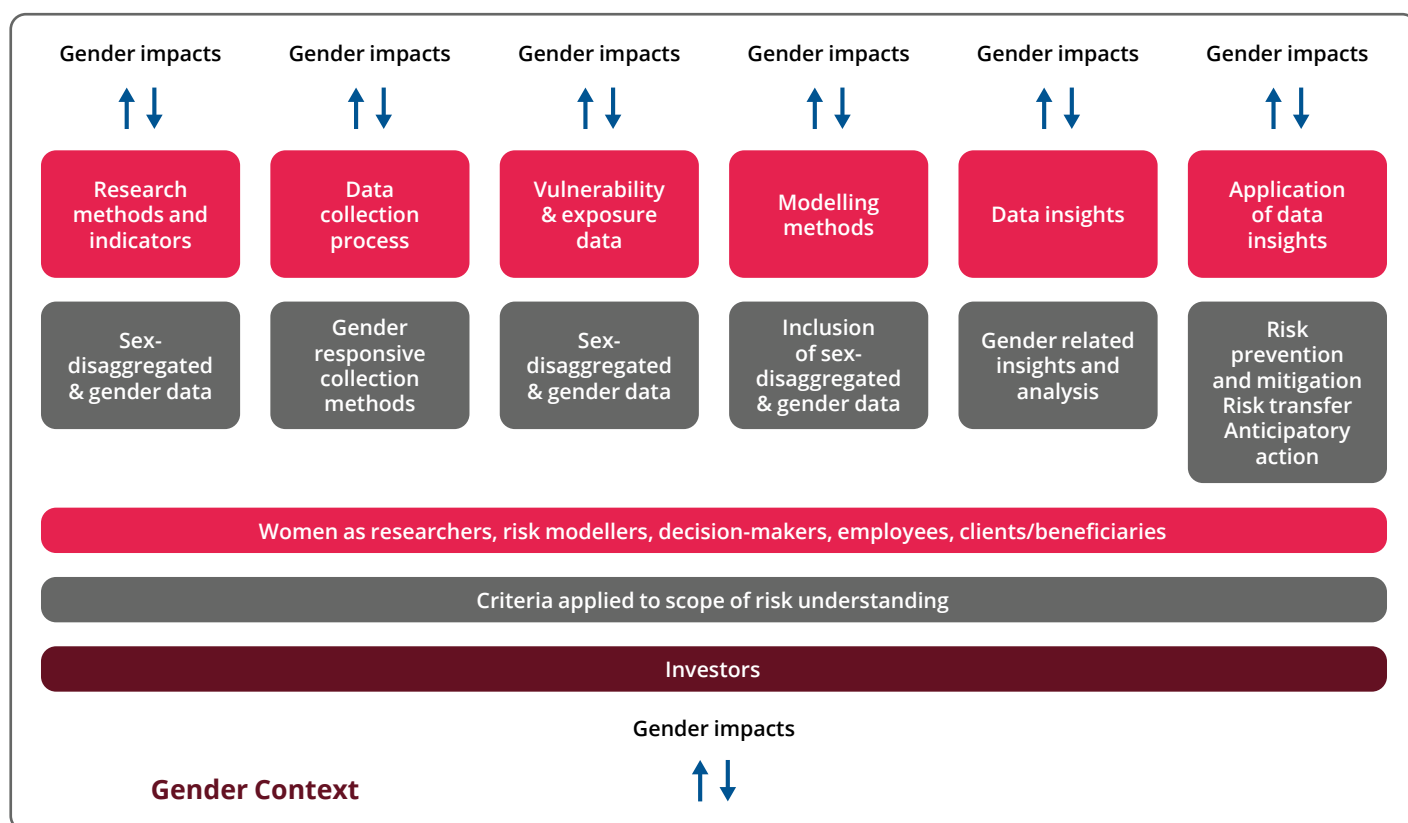 Gender impacts
Gender impacts
Gender impacts
Gender impacts
Gender impacts
Gender impacts
Research
methods and
indicators
Data
collection
process
Vulnerability
& exposure
data
Modelling
methods
Data insights
Application
of data
insights
Sex-
disaggregated
& gender data
Gender
responsive
collection
methods
Sex-
disaggregated
& gender data
Inclusion
of sex-
disaggregated
& gender data
Gender related
insights and
analysis
Risk
prevention
and mitigation
Risk transfer
Anticipatory
action
Women as researchers, risk modellers, decision-makers, employees, clients/beneficiaries
Criteria applied to scope of risk understanding
Investors
Gender impacts
Gender Context